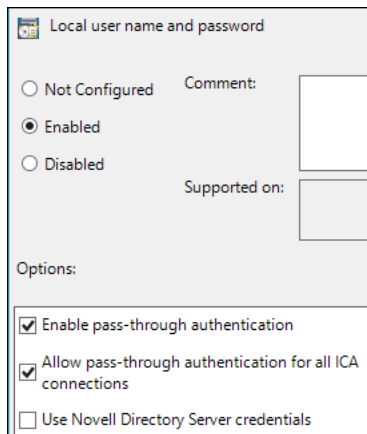 Local user name and password
Not Configured
Comment:
Enabled
Disabled
Supported on:
Options:
Enable pass-through authentication
Allow pass-through authentication for all ICA
connections
Use Novell Directory Server credentials